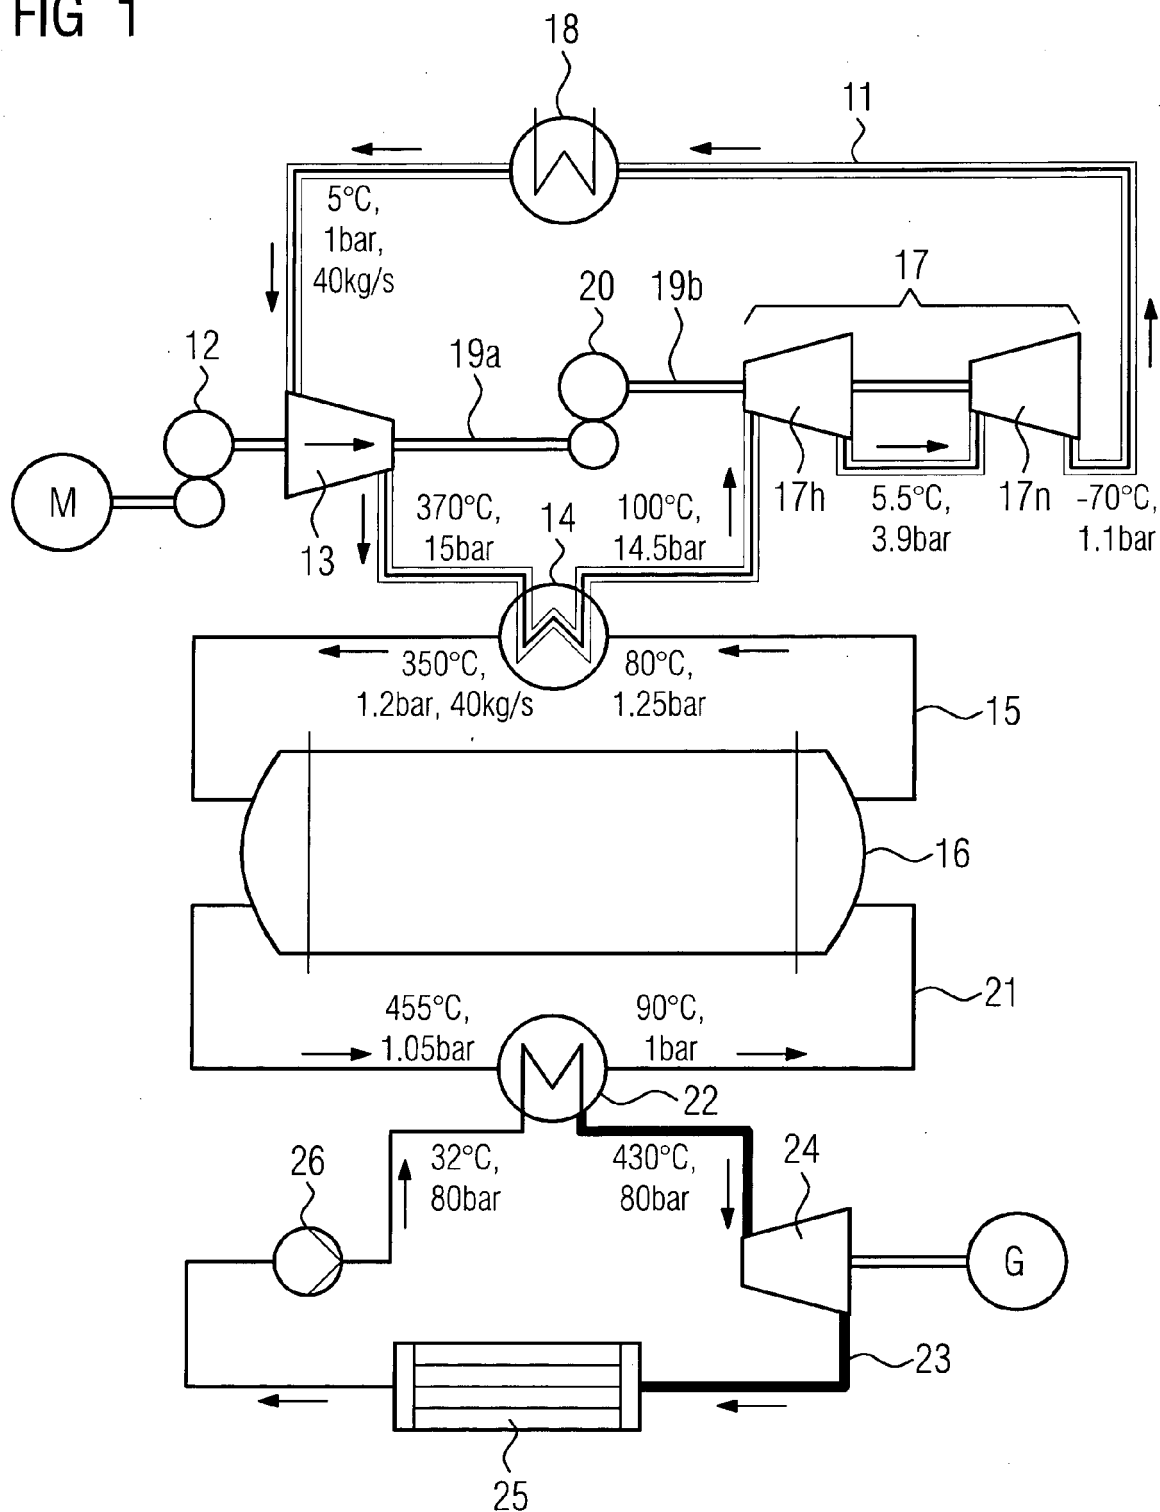 FIG 1
18
11
5°C,
1bar,
40kg/s
17
20
19b
12
19a
M
13
370°C,
15bar
14
100°C,
14.5bar
17h
5.5°C,
3.9bar
17n
-70°C,
1.1bar
350°C,
1.2bar, 40kg/s
80°C,
1.25bar
15
16
21
455°C,
1.05bar
90°C,
1bar
22
32°C,
80bar
430°C,
80bar
24
26
G
23
25